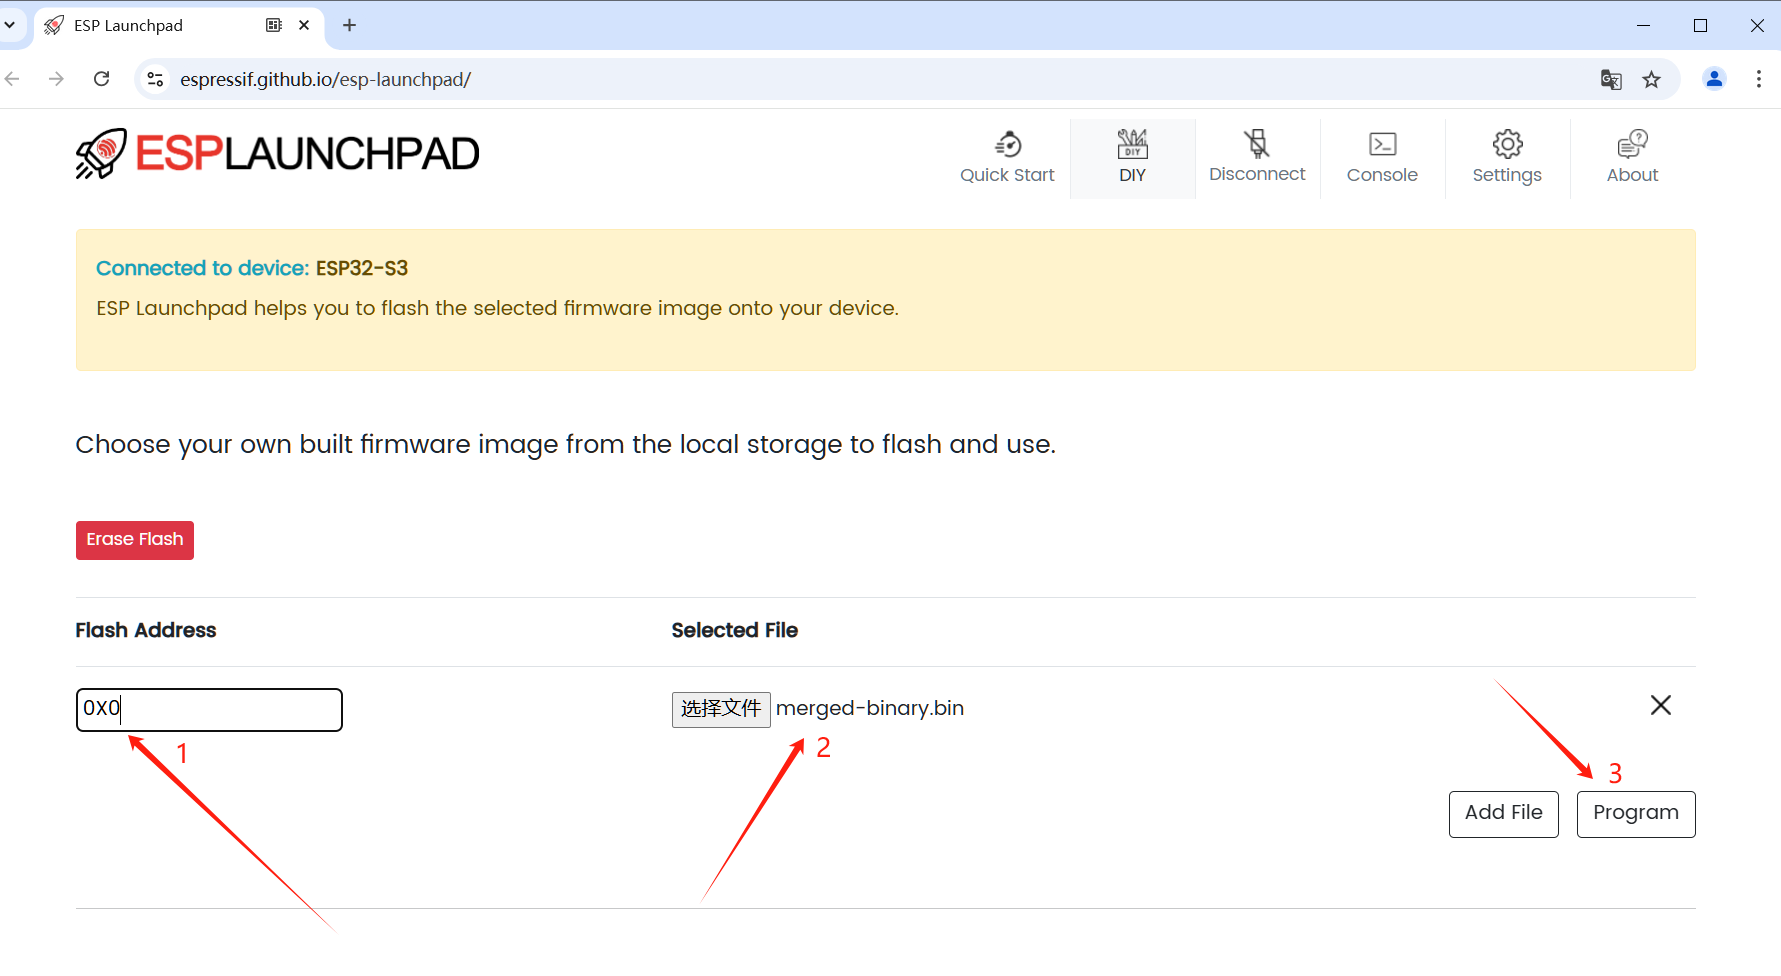 ESP Launchpad
espressif.github.io/esp-launchpad/
ESPLAUNCHPAD
Quick Start
DIY
DIY
Disconnect
Console
Settings
About
Connected to device: ESP32-S3
ESP Launchpad helps you to flash the selected firmware image onto your device.
Choose your own built firmware image from the local storage to flash and use.
Erase Flash
Flash Address Selected File
0X0 选择文件 merged-binary.bin
1 2 3
Add File Program